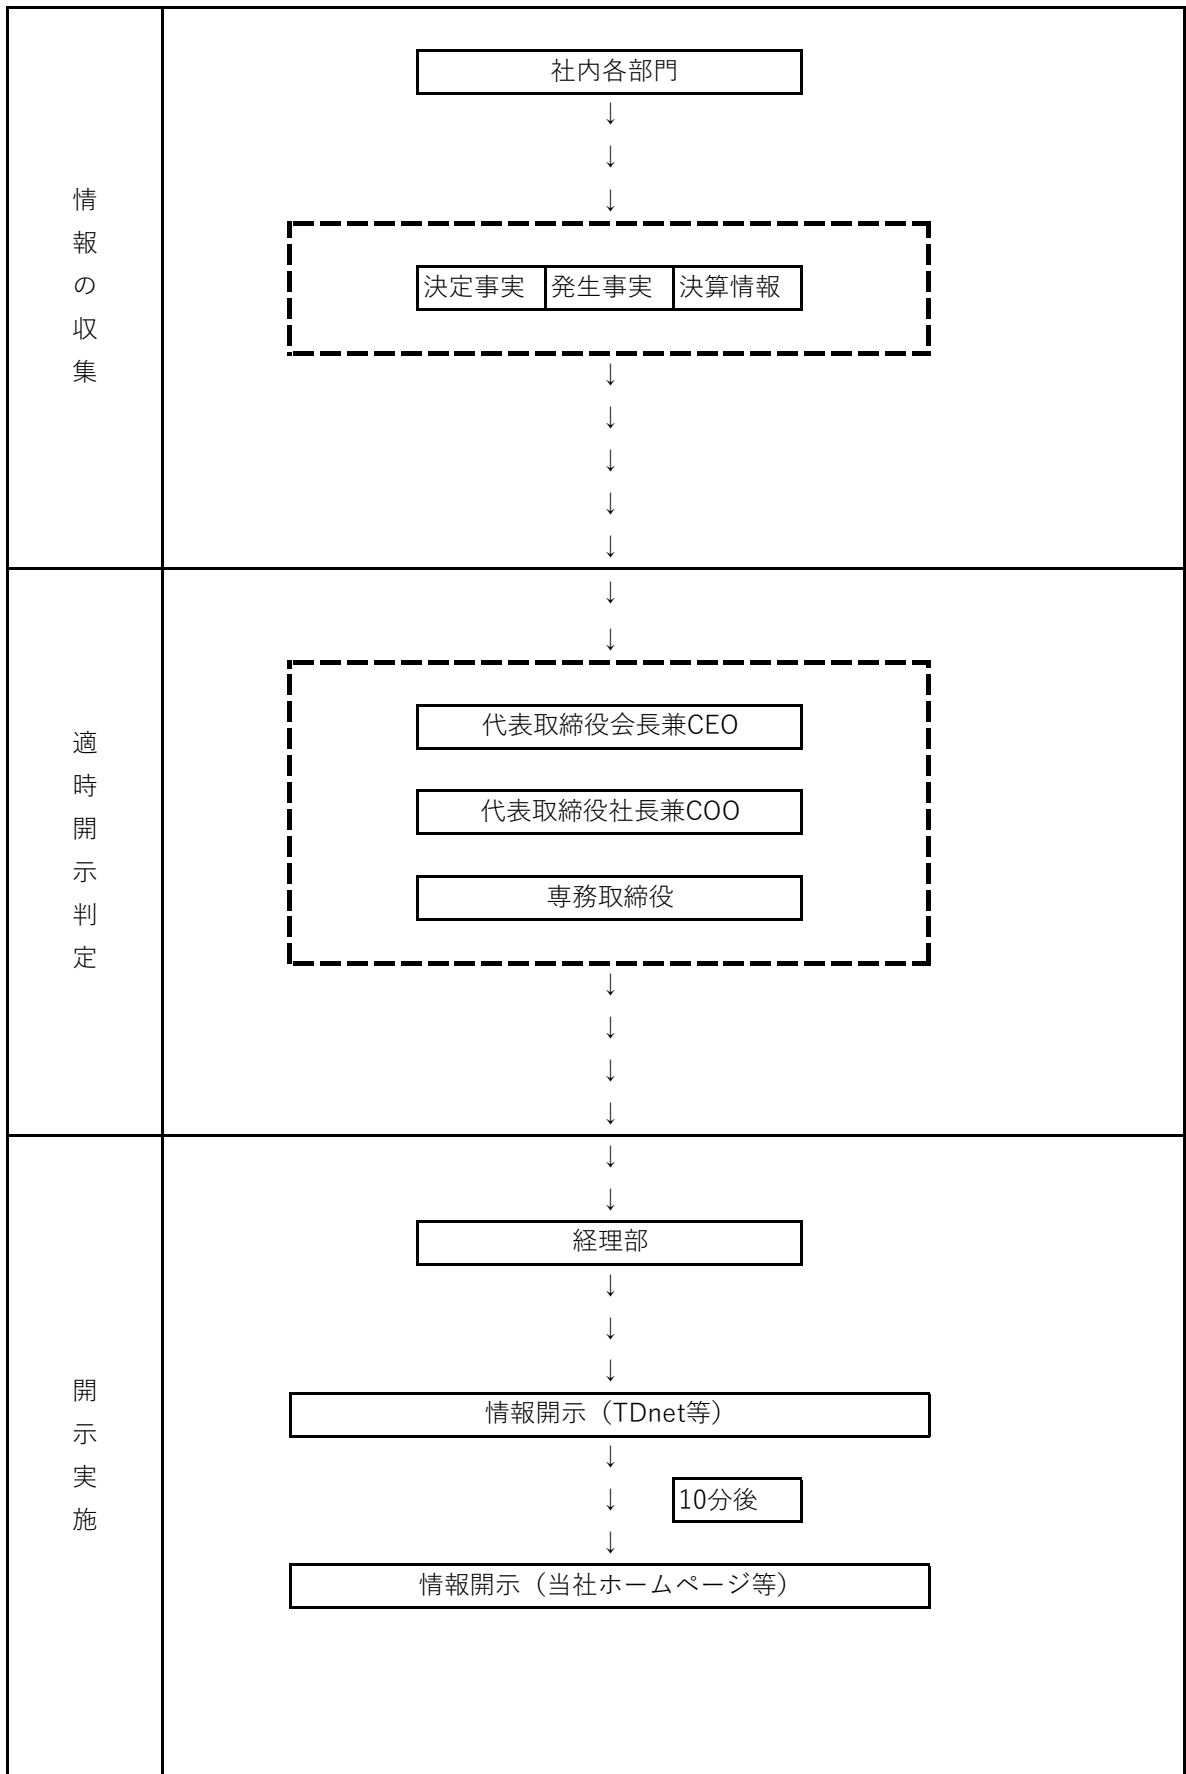 情報の収集
社内各部門
↓
↓
↓
決定事実 発生事実 決算情報
↓
↓
↓
↓
↓
適時開示判定
↓
↓
代表取締役会長兼CEO
代表取締役社長兼COO
専務取締役
↓
↓
↓
↓
開示実施
↓
↓
経理部
↓
↓
↓
情報開示（TDnet等）
↓
↓ 10分後
↓
情報開示（当社ホームページ等）